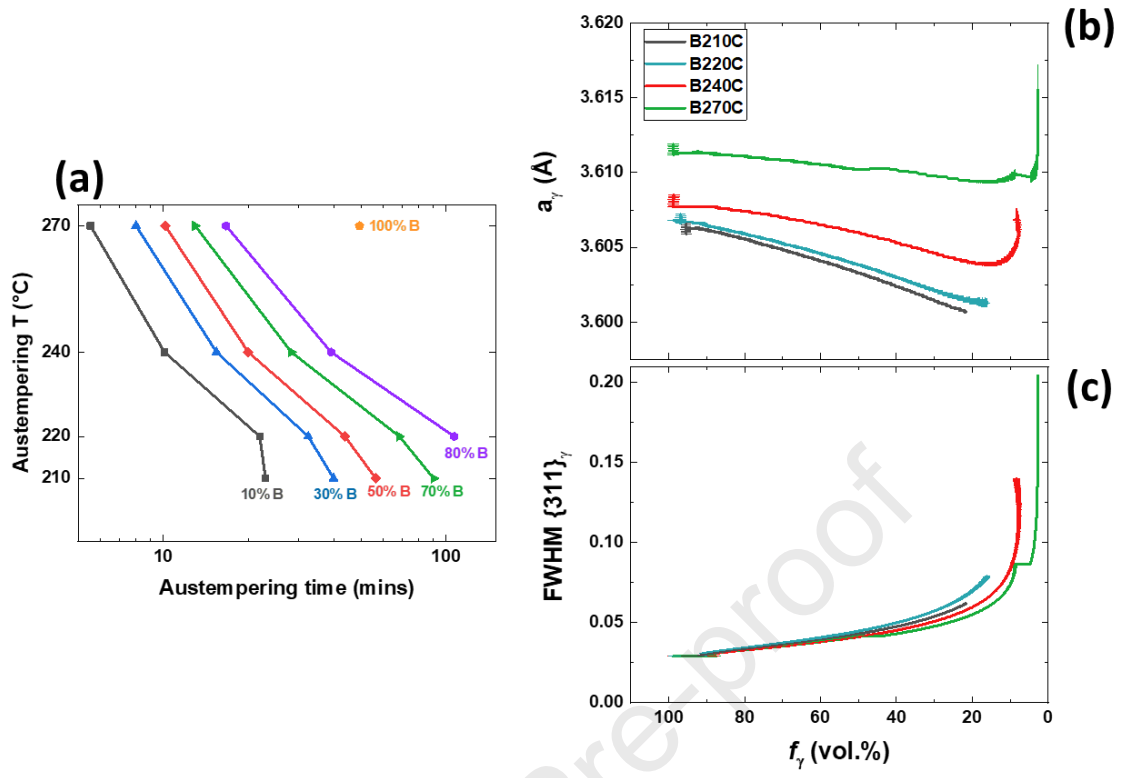 (a)
270
240
220
210
Austempering T (°C)
100% B
80% B
10% B
30% B
50% B
70% B
10
100
Austempering time (mins)
(b)
3.620
3.615
3.610
3.605
3.600
aγ (Å)
B210C
B220C
B240C
B270C
(c)
0.20
0.15
0.10
0.05
0.00
FWHM {311}γ
100
80
60
40
20
0
fγ (vol.%)
re-proof